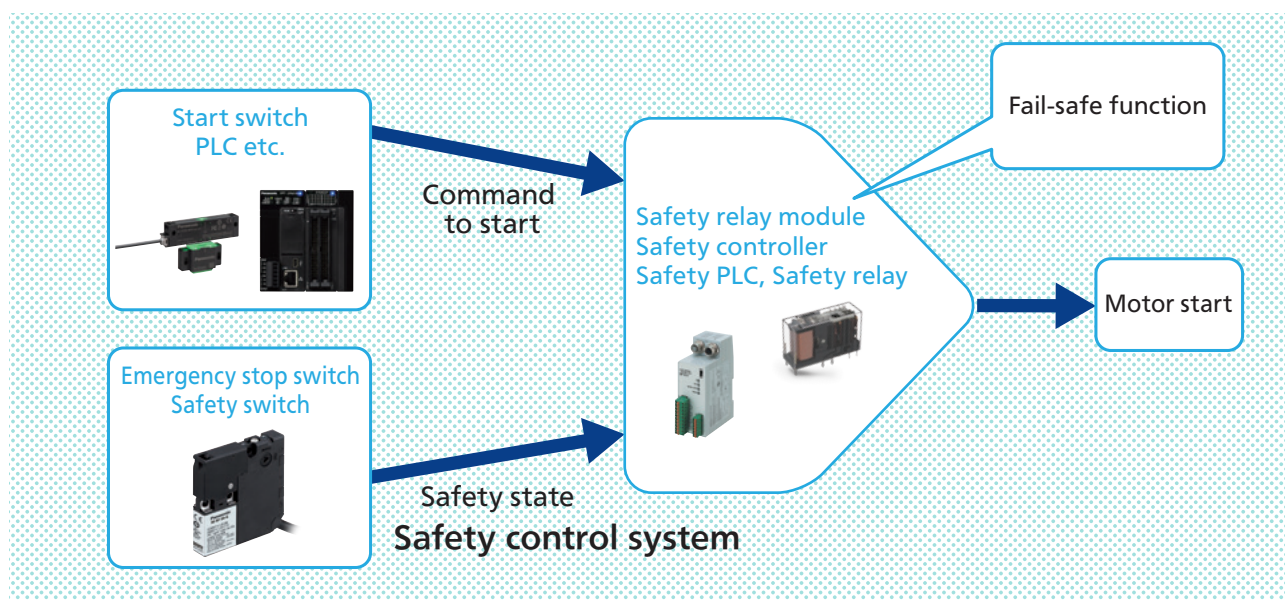 Start switch
PLC etc.
Command
to start
Fail-safe function
Safety relay module
Safety controller
Safety PLC, Safety relay
Motor start
Emergency stop switch
Safety switch
Safety state
Safety control system